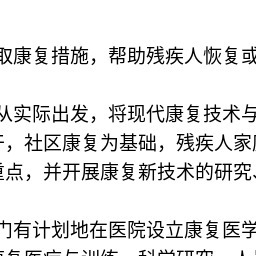 取康复措施，帮助残疾人恢复或
从实际出发，将现代康复技术与
，社区康复为基础，残疾人家
重点，并开展康复新技术的研究、
门有计划地在医院设立康复医学